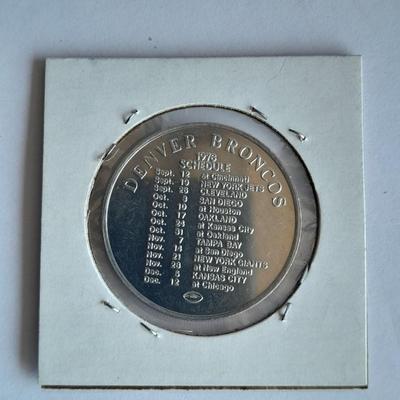 DENVER BRONCOS
1976
SCHEDULE
Sept. 12 at Cincinnati
Sept. 19 NEW YORK JETS
Sept. 26 CLEVELAND
Oct. 3 SAN DIEGO
Oct. 10 at Houston
Oct. 17 OAKLAND
Oct. 24 at Kansas City
Oct. 31 at Oakland
Nov. 7 TAMPA BAY
Nov. 14 at San Diego
Nov. 21 NEW YORK GIANTS
Nov. 28 at New England
Dec. 5 KANSAS CITY
Dec. 12 at Chicago